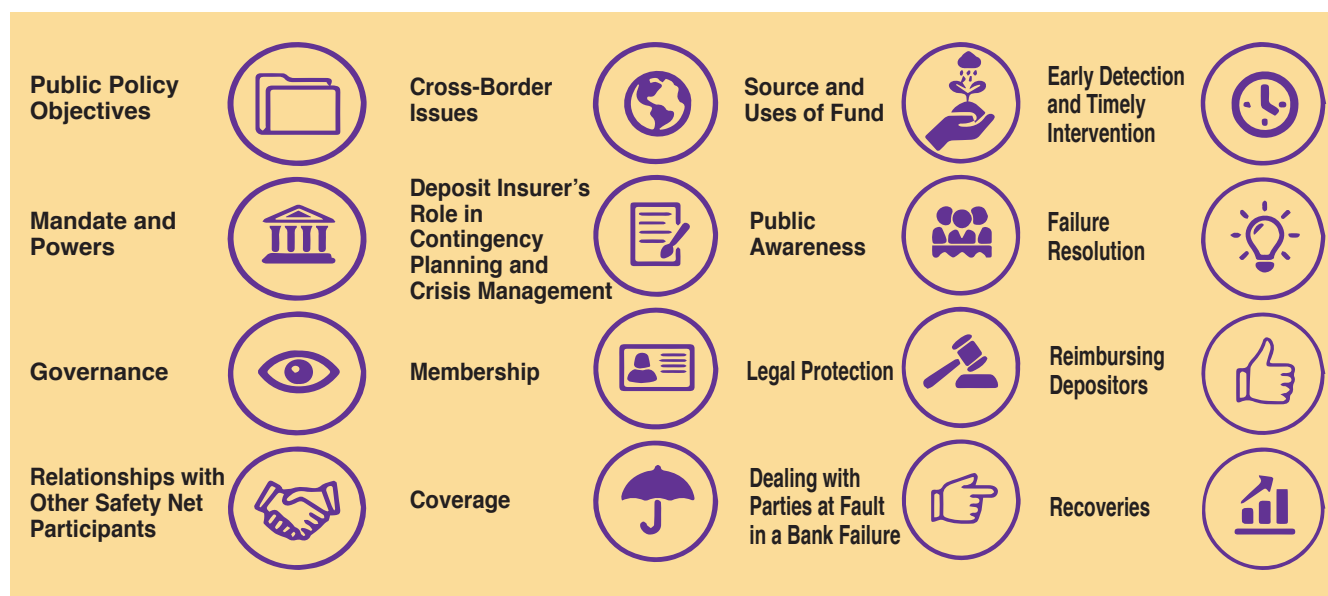 Public Policy
Objectives
Mandate and
Powers
Governance
Relationships with
Other Safety Net
Participants
Cross-Border
Issues
Deposit Insurer's
Role in
Contingency
Planning and
Crisis Management
Membership
Coverage
Source and
Uses of Fund
Public
Awareness
Legal Protection
Dealing with
Parties at Fault
in a Bank Failure
Early Detection
and Timely
Intervention
Failure
Resolution
Reimbursing
Depositors
Recoveries